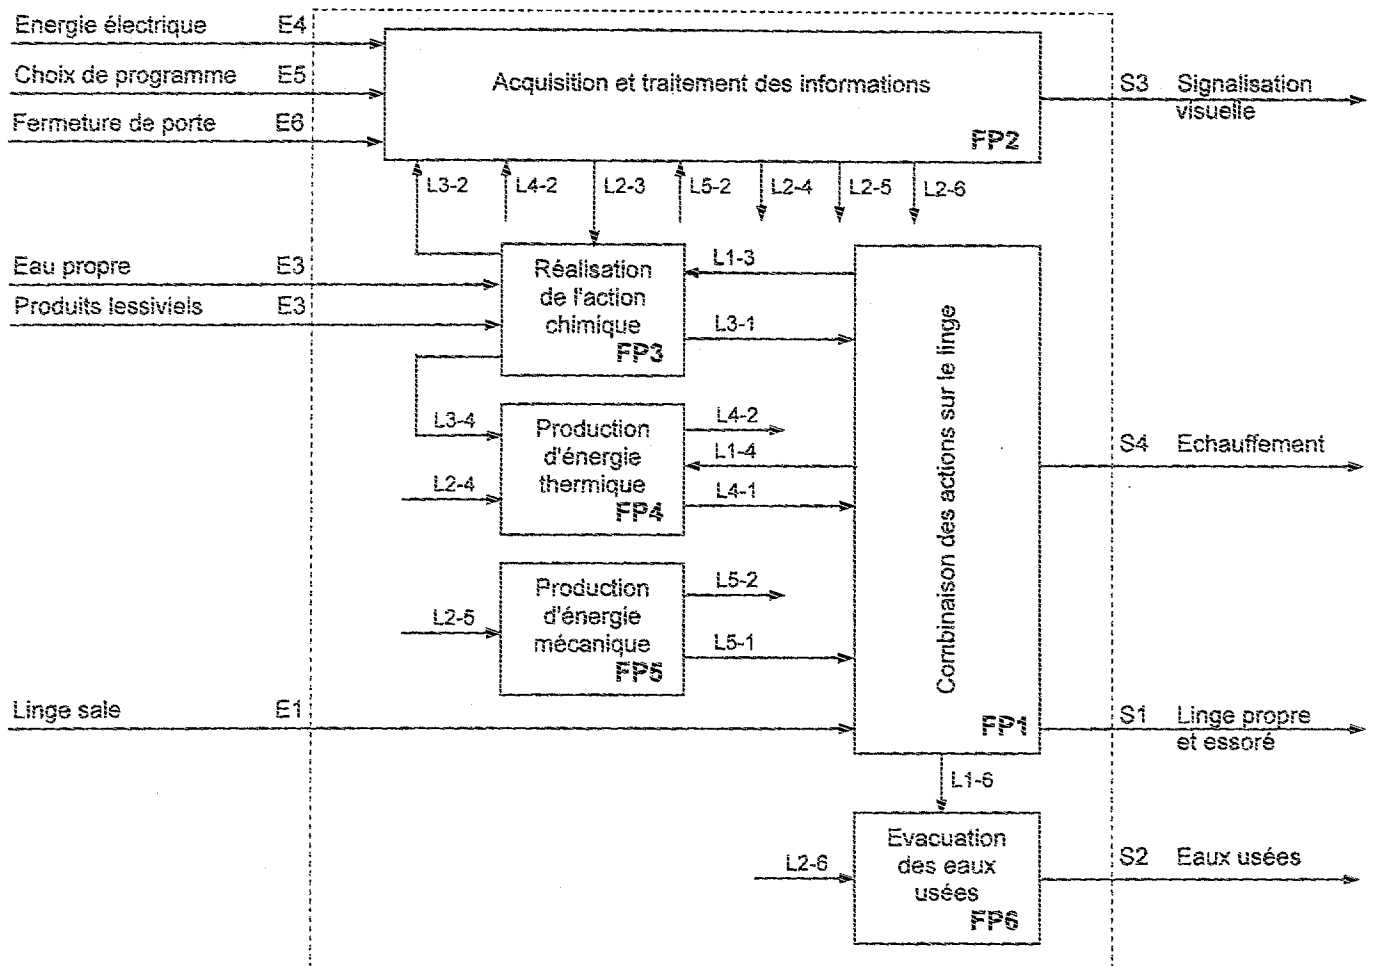 Energie électrique E4
Choix de programme E5
Fermeture de porte E6
Acquisition et traitement des informations
FP2
S3 Signalisation
visuelle
L3-2
L4-2
L2-3
L5-2
L2-4
L2-5
L2-6
Eau propre E3
Produits lessiviels E3
Réalisation
de l'action
chimique
FP3
L1-3
L3-1
L3-4
L2-4
Production
d'énergie
thermique
FP4
L4-2
L1-4
L4-1
L2-5
Production
d'énergie
mécanique
FP5
L5-2
L5-1
Combinaison des actions sur le linge
FP1
S4 Echauffement
Linge sale E1
S1 Linge propre
et essoré
L1-6
L2-6
Evacuation
des eaux
usées
FP6
S2 Eaux usées